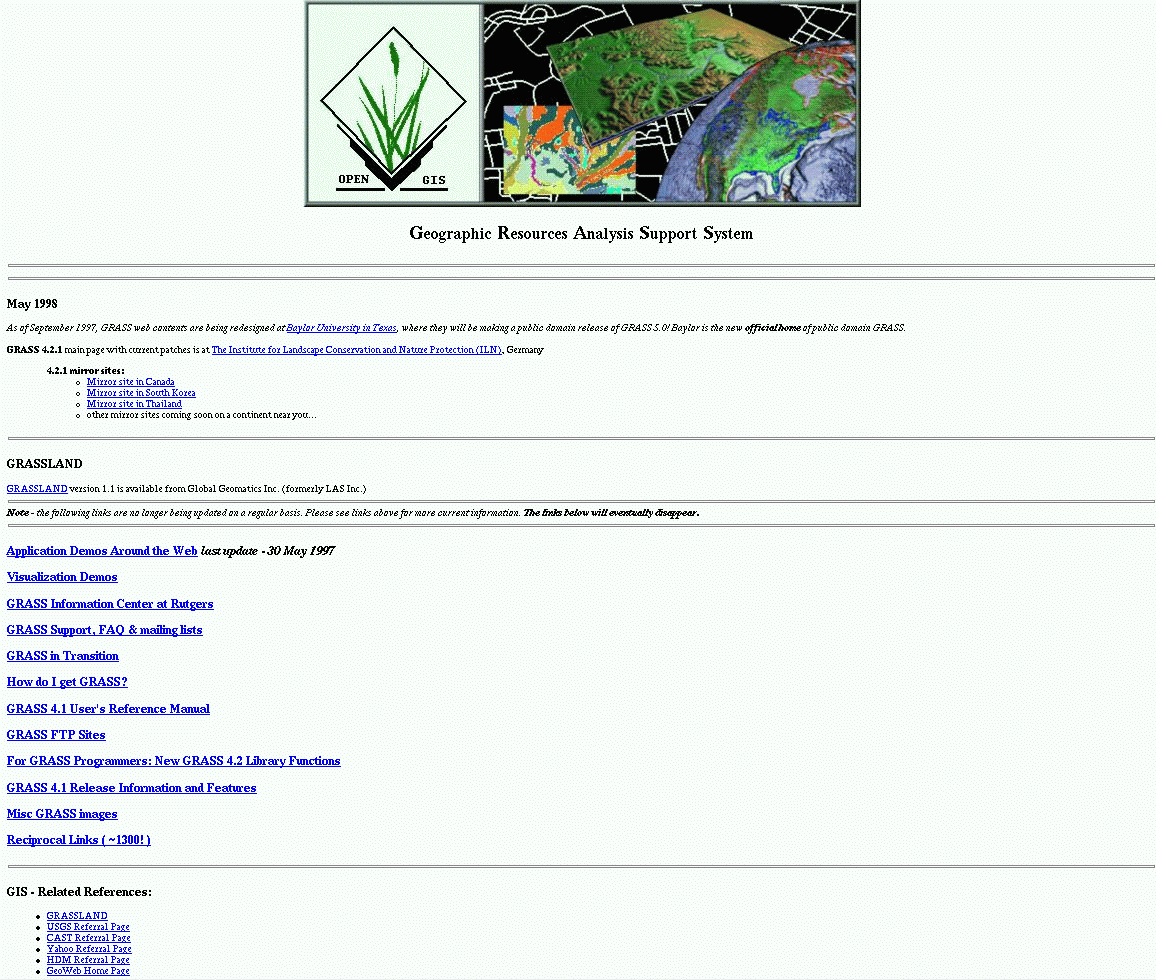 OPEN GIS
Geographic Resources Analysis Support System
May 1998
As of September 1997, GRASS web contents are being redesigned at Baylor University in Texas, where they will be making a public domain release of GRASS 5.0! Baylor is the new official home of public domain GRASS.
GRASS 4.2.1 main page with current patches is at The Institute for Landscape Conservation and Nature Protection (ILN), Germany
4.2.1 mirror sites:
Mirror site in Canada
Mirror site in South Korea
Mirror site in Thailand
other mirror sites coming soon on a continent near you...
GRASSLAND
GRASSLAND version 1.1 is available from Global Geomatics Inc. (formerly LAS Inc.)
Note - the following links are no longer being updated on a regular basis. Please see links above for more current information. The links below will eventually disappear.
Application Demos Around the Web last update - 30 May 1997
Visualization Demos
GRASS Information Center at Rutgers
GRASS Support, FAQ & mailing lists
GRASS in Transition
How do I get GRASS?
GRASS 4.1 User's Reference Manual
GRASS FTP Sites
For GRASS Programmers: New GRASS 4.2 Library Functions
GRASS 4.1 Release Information and Features
Misc GRASS images
Reciprocal Links ( ~1300! )
GIS - Related References:
GRASSLAND
USGS Referral Page
CAST Referral Page
Yahoo Referral Page
HDM Referral Page
GeoWeb Home Page